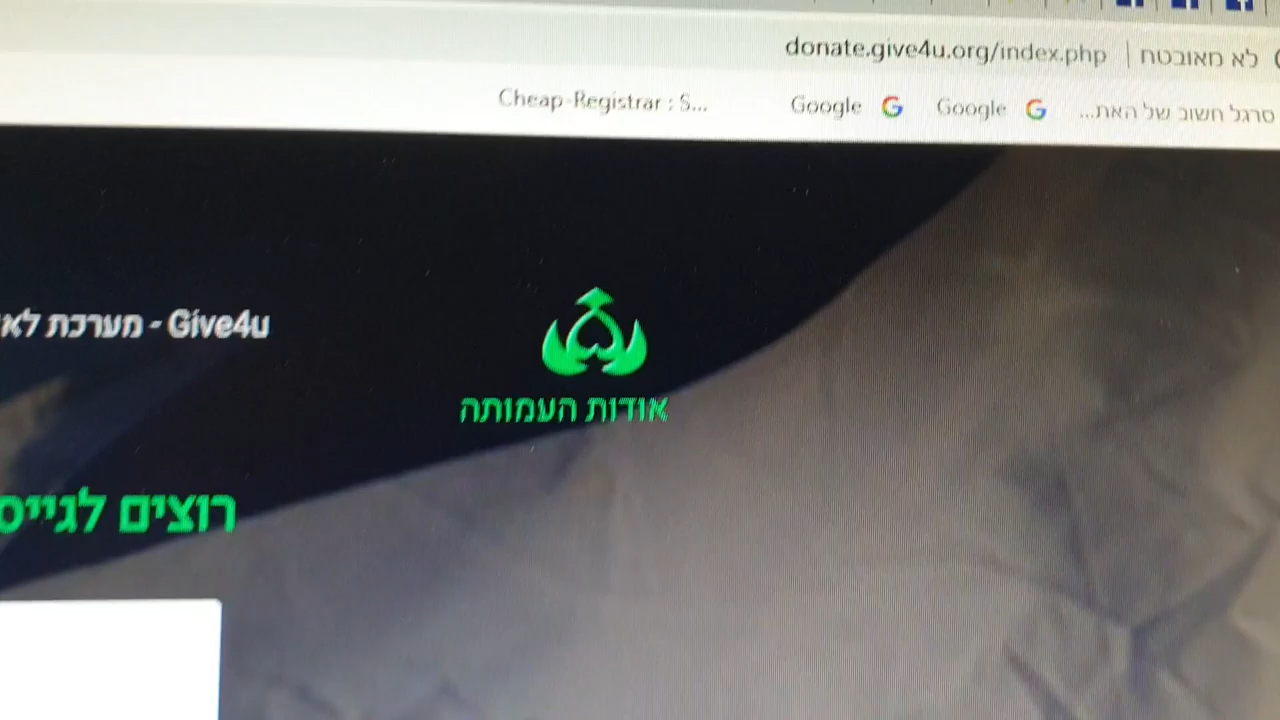 donate.give4u.org/index.php | לא מאובטח
סרגל חשוב של האת... Google Google Cheap-Registrar : S...
Give4u - מערכת
אודות העמותה
רוצים לגייס